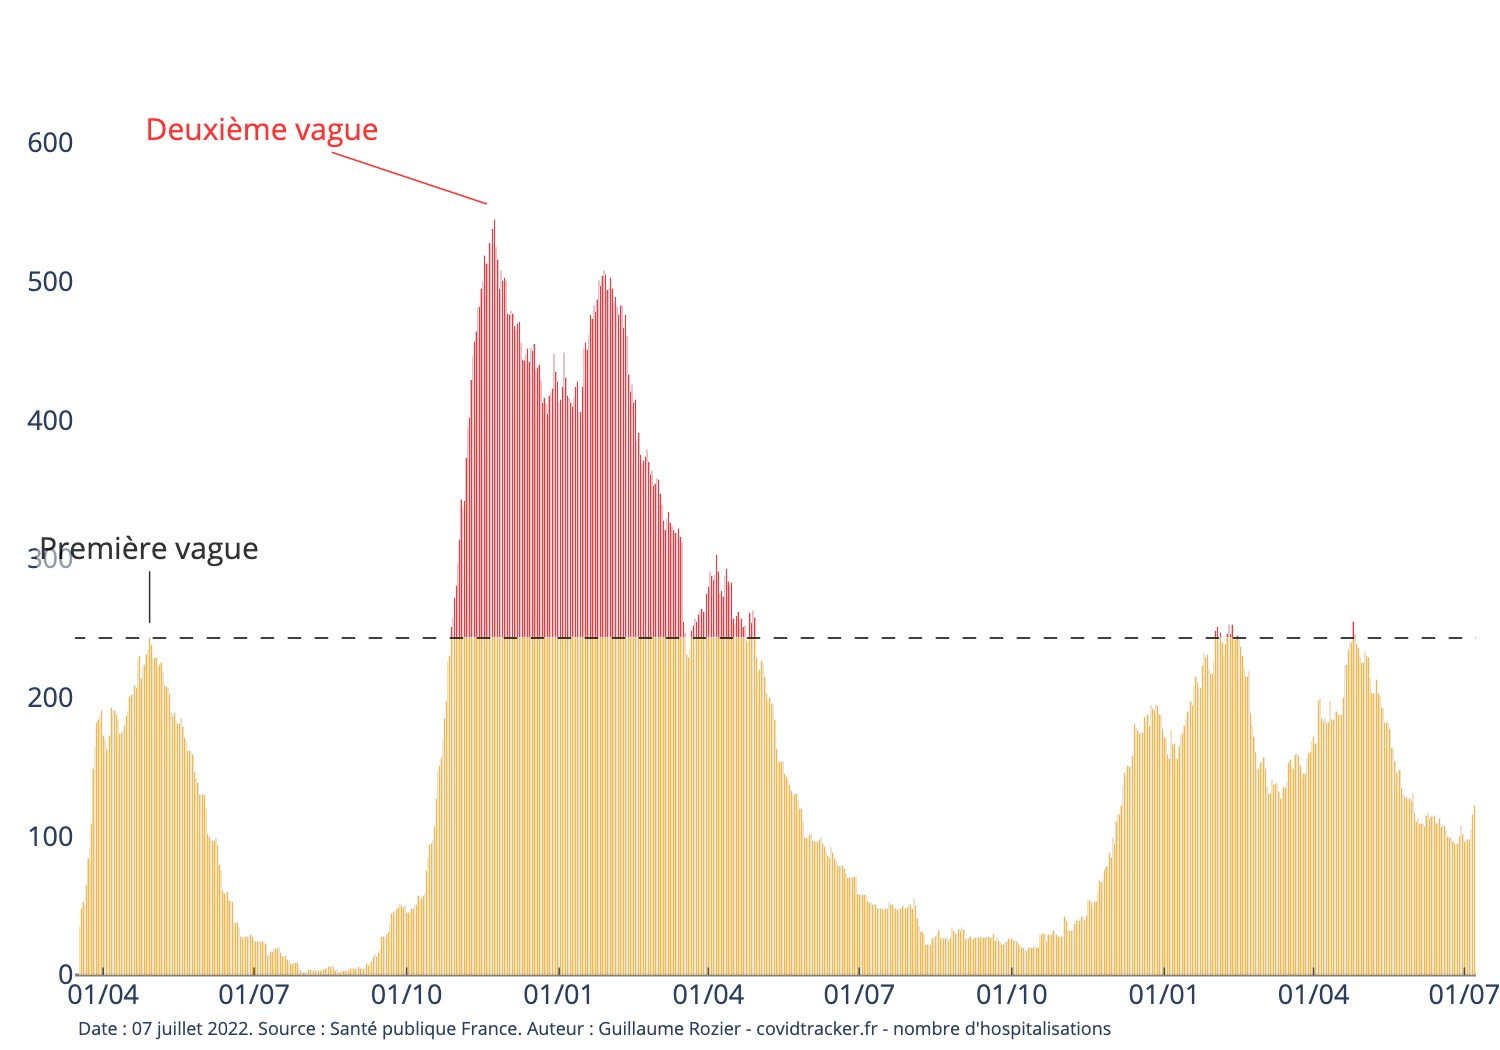 Deuxième vague
600
500
400
Première vague
300
200
100
0
01/04 01/07 01/10 01/01 01/04 01/07 01/10 01/01 01/04 01/07
Date : 07 juillet 2022. Source : Santé publique France. Auteur : Guillaume Rozier - covidtracker.fr - nombre d'hospitalisations